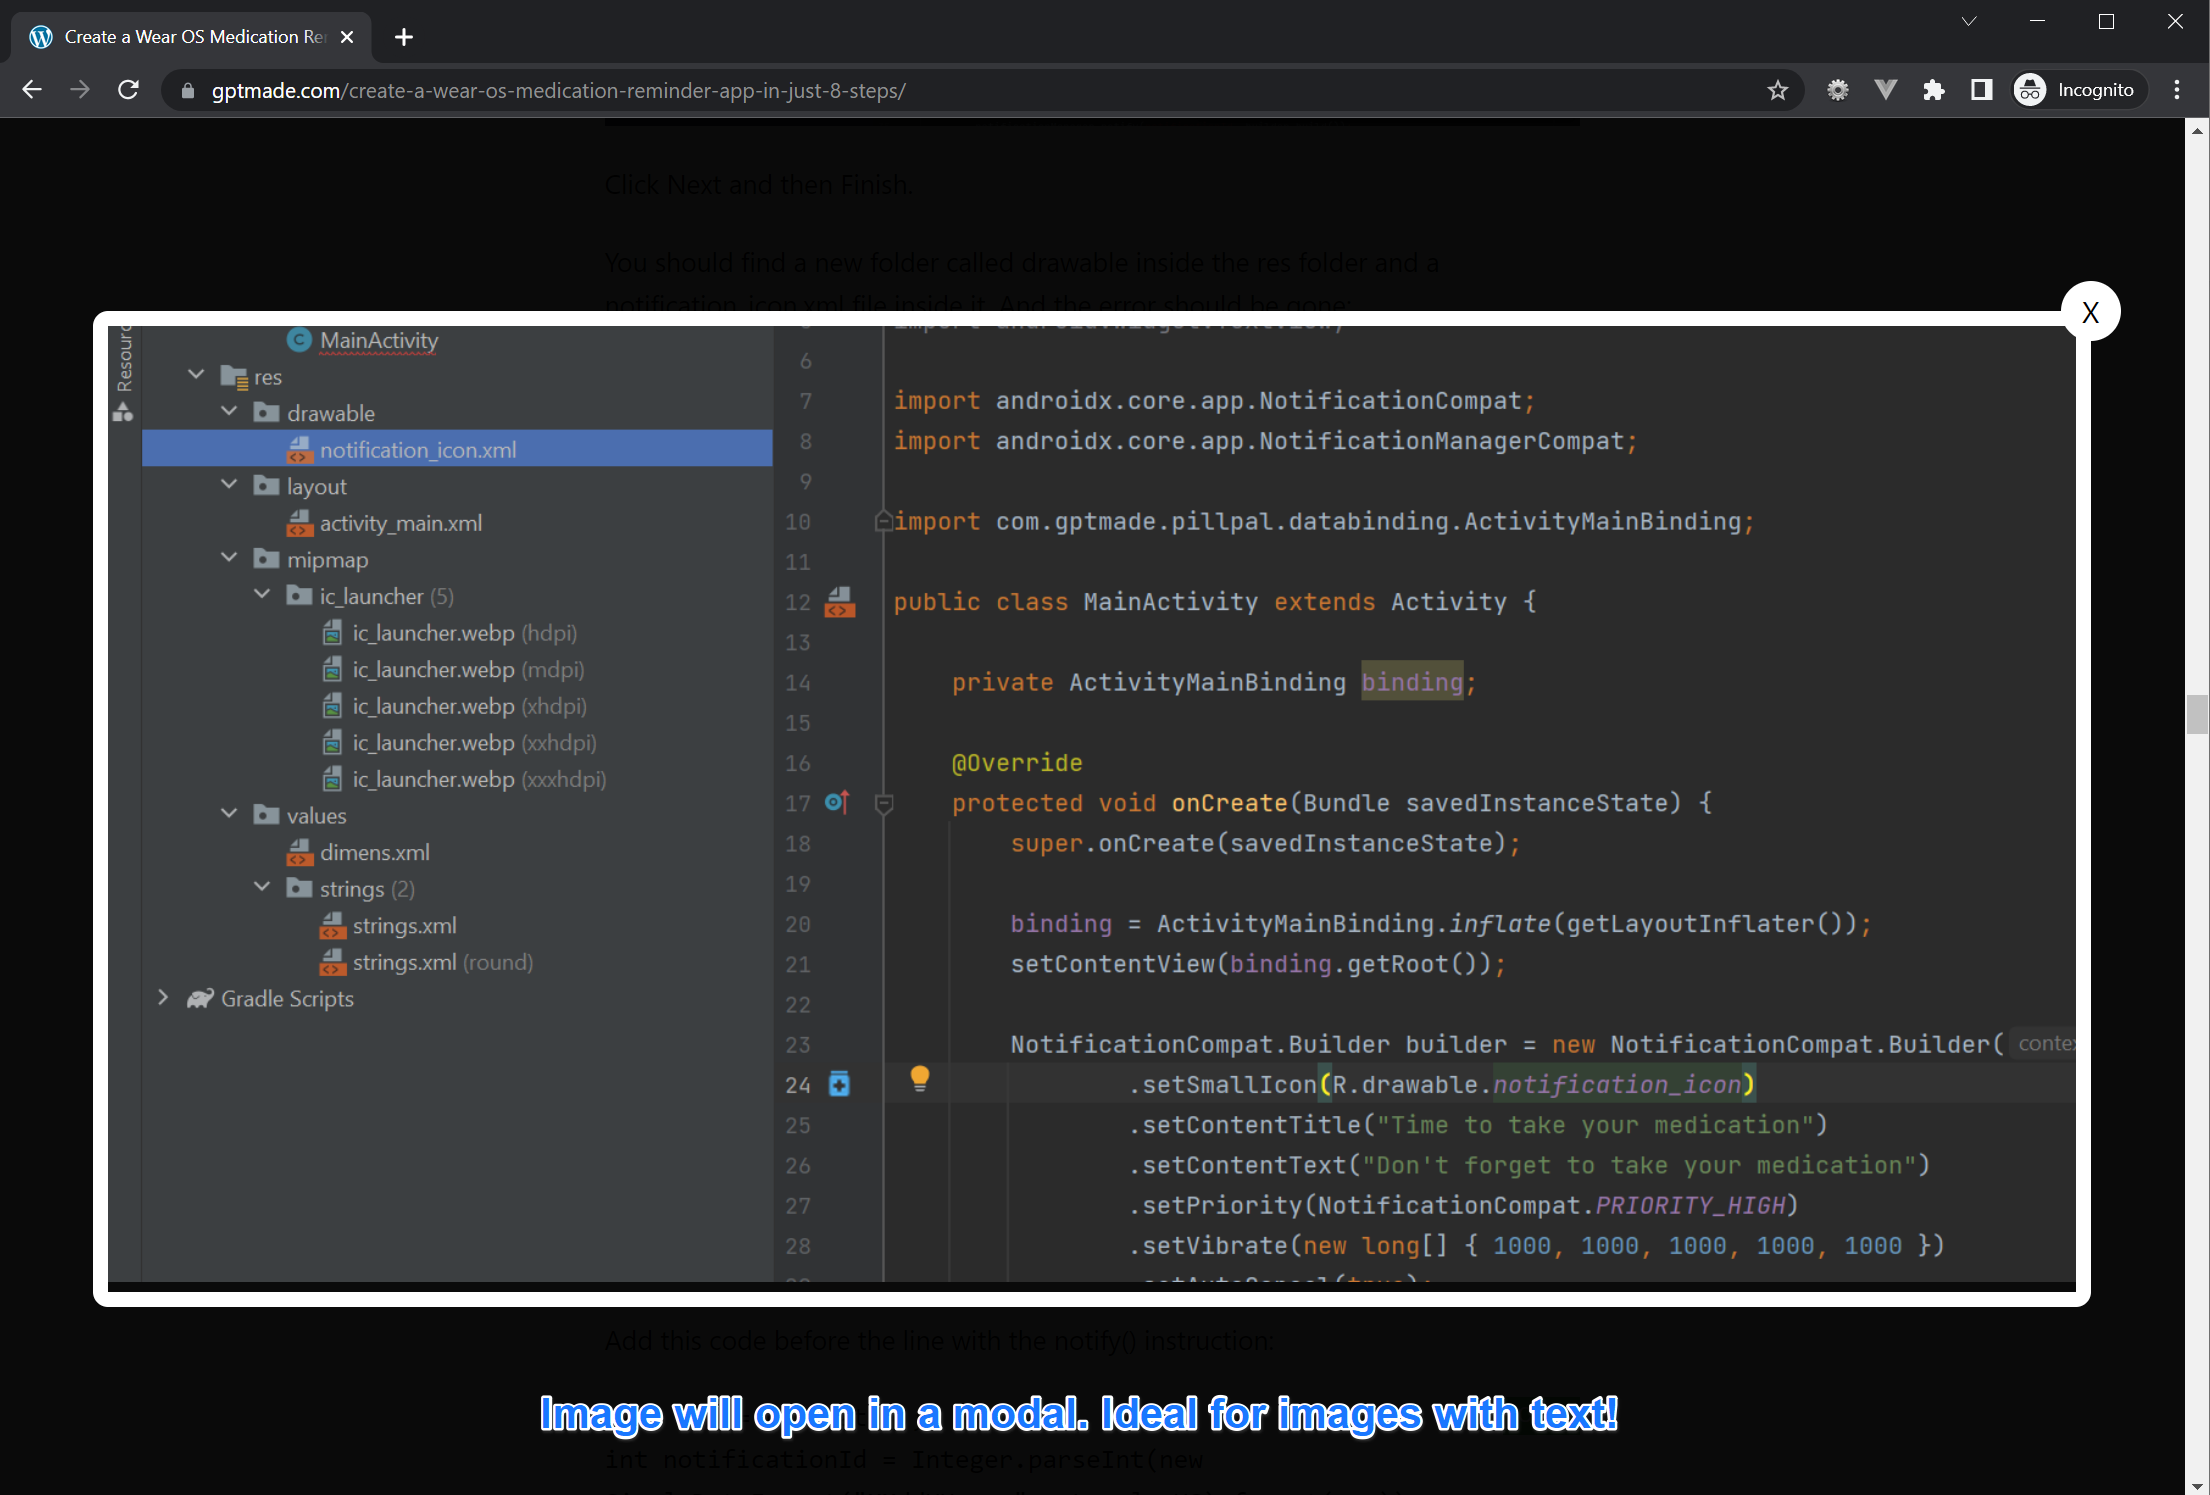 Create a Wear OS Medication Re
gptmade.com/create-a-wear-os-medication-reminder-app-in-just-8-steps/
Incognito
Click Next and then Finish.
You should find a new folder called drawable inside the res folder and a
notification_icon.xml file inside it. And the error should be gone:
X
Resourc
MainActivity
res
drawable
notification_icon.xml
layout
activity_main.xml
mipmap
ic_launcher (5)
ic_launcher.webp (hdpi)
ic_launcher.webp (mdpi)
ic_launcher.webp (xhdpi)
ic_launcher.webp (xxhdpi)
ic_launcher.webp (xxxhdpi)
values
dimens.xml
strings (2)
strings.xml
strings.xml (round)
Gradle Scripts
import android.widget.TextView;
6
7 import androidx.core.app.NotificationCompat;
8 import androidx.core.app.NotificationManagerCompat;
9
10 import com.gptmade.pillpal.databinding.ActivityMainBinding;
11
12 public class MainActivity extends Activity {
13
14 private ActivityMainBinding binding;
15
16 @Override
17 protected void onCreate(Bundle savedInstanceState) {
18 super.onCreate(savedInstanceState);
19
20 binding = ActivityMainBinding.inflate(getLayoutInflater());
21 setContentView(binding.getRoot());
22
23 NotificationCompat.Builder builder = new NotificationCompat.Builder( conte
24 .setSmallIcon(R.drawable.notification_icon)
25 .setContentTitle("Time to take your medication")
26 .setContentText("Don't forget to take your medication")
27 .setPriority(NotificationCompat.PRIORITY_HIGH)
28 .setVibrate(new long[] { 1000, 1000, 1000, 1000, 1000 })
.setAutoCancel(true);
Add this code before the line with the notify() instruction:
Image will open in a modal. Ideal for images with text!
int notificationId = Integer.parseInt(new